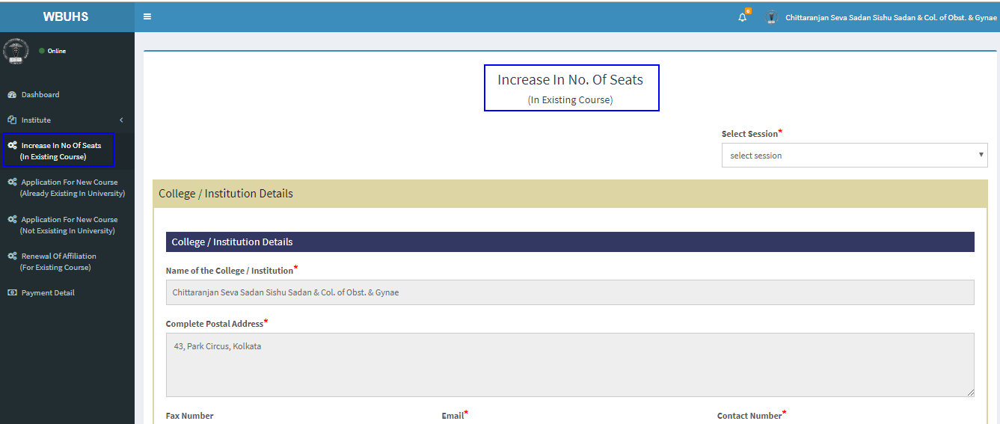 WBUHS
Chittaranjan Seva Sadan Sishu Sadan & Col. of Obst. & Gynae
Online
Dashboard
Institute
Increase In No Of Seats
(In Existing Course)
Application For New Course
(Already Existing In University)
Application For New Course
(Not Exsisting In University)
Renewal Of Affiliation
(For Existing Course)
Payment Detail
Increase In No. Of Seats
(In Existing Course)
Select Session*
select session
College / Institution Details
College / Institution Details
Name of the College / Institution*
Chittaranjan Seva Sadan Sishu Sadan & Col. of Obst. & Gynae
Complete Postal Address*
43, Park Circus, Kolkata
Fax Number Email* Contact Number*